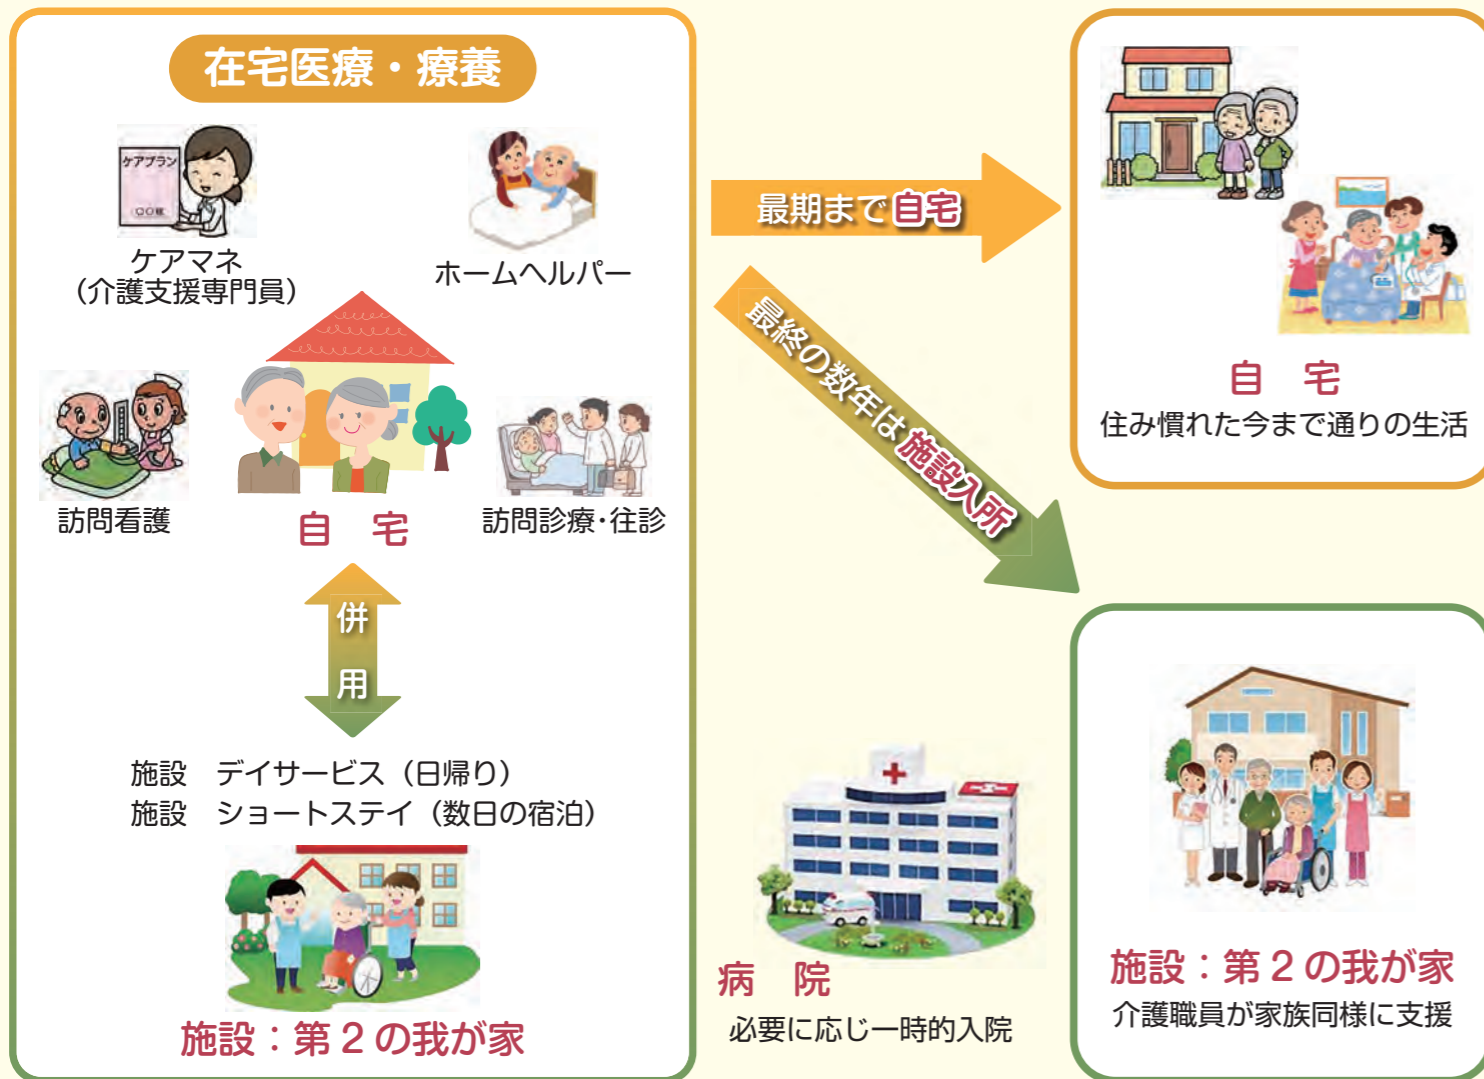 在宅医療・療養
ケアプラン
〇〇様
ケアマネ
(介護支援専門員)
ホームヘルパー
訪問看護
自 宅
訪問診療・往診
併
用
施設 デイサービス(日帰り)
施設 ショートステイ(数日の宿泊)
施設：第2の我が家
最期まで自宅
最終の数年は施設入所
自 宅
住み慣れた今まで通りの生活
病 院
必要に応じ一時的入院
施設：第2の我が家
介護職員が家族同様に支援